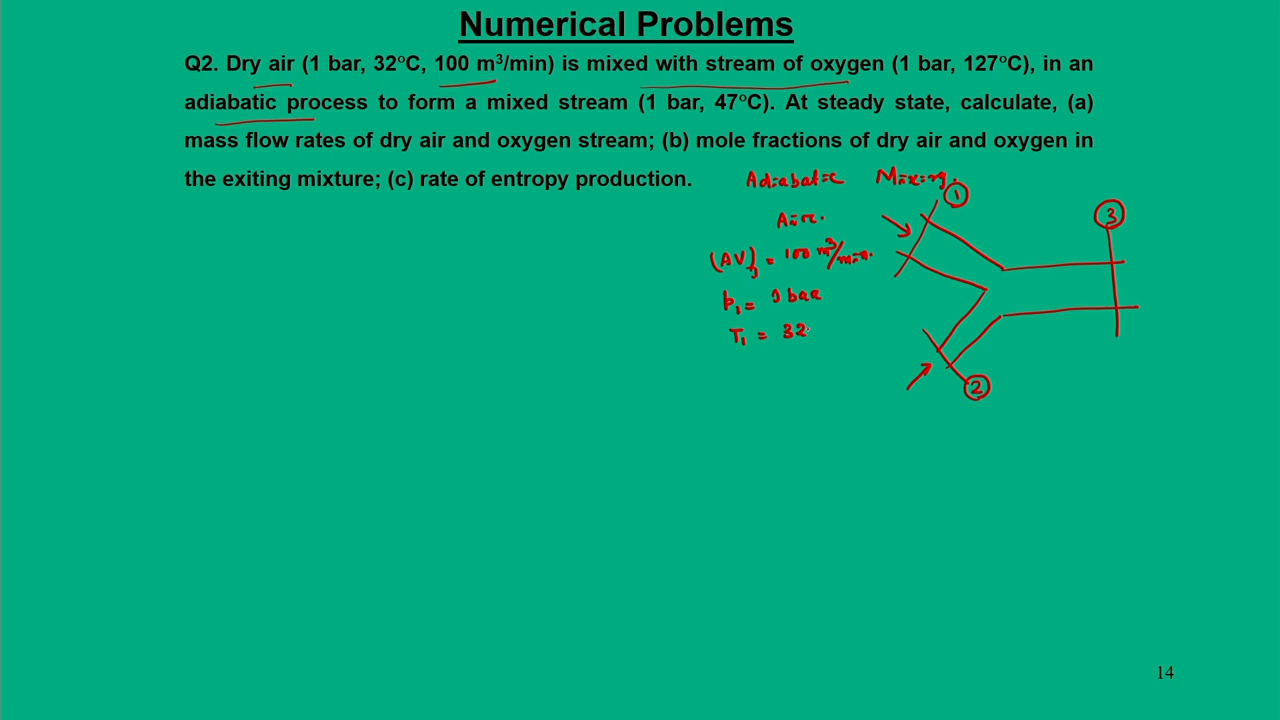 Numerical Problems
Q2. Dry air (1 bar, 32°C, 100 m³/min) is mixed with stream of oxygen (1 bar, 127°C), in an
adiabatic process to form a mixed stream (1 bar, 47°C). At steady state, calculate, (a)
mass flow rates of dry air and oxygen stream; (b) mole fractions of dry air and oxygen in
the exiting mixture; (c) rate of entropy production.
Adiabatic Mixing.
1
3
Air.
(AV)₁ = 100 m³/min.
p₁ = 1 bar
T₁ = 32
2
14